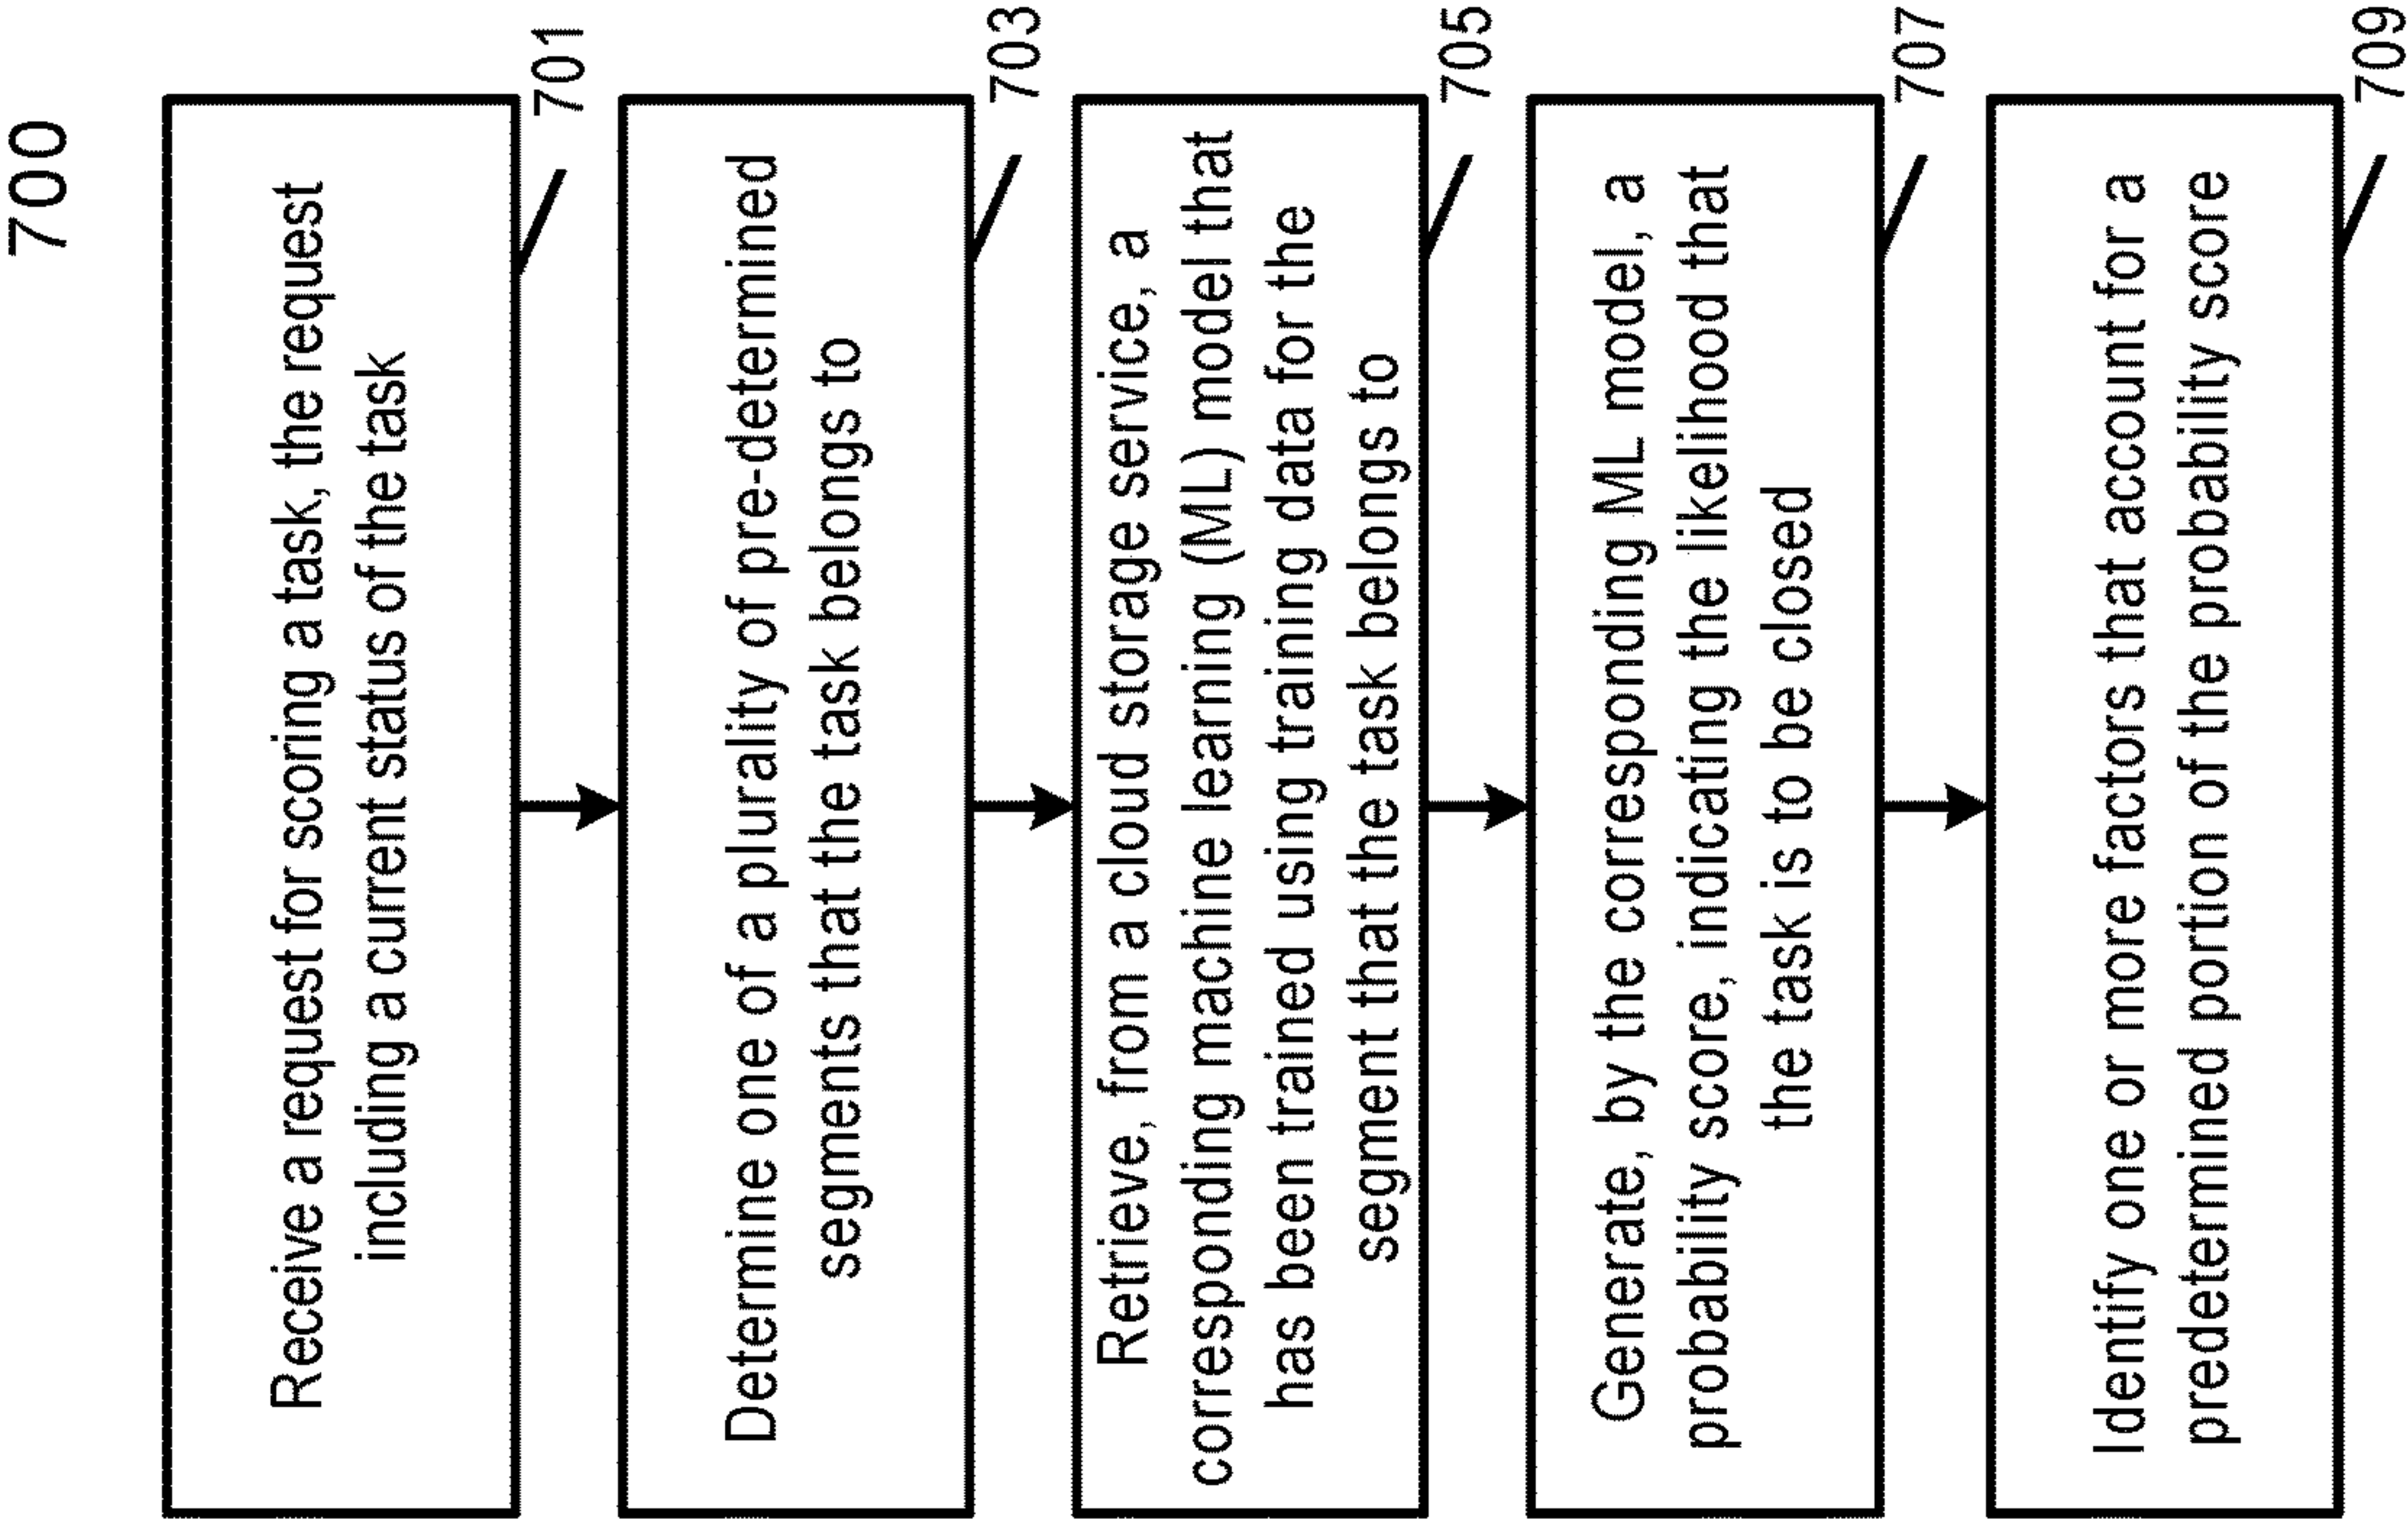 700
Receive a request for scoring a task, the request
including a current status of the task
701
Determine one of a plurality of pre-determined
segments that the task belongs to
703
Retrieve, from a cloud storage service, a
corresponding machine learning (ML) model that
has been trained using training data for the
segment that the task belongs to
705
Generate, by the corresponding ML model, a
probability score, indicating the likelihood that
the task is to be closed
707
Identify one or more factors that account for a
predetermined portion of the probability score
709